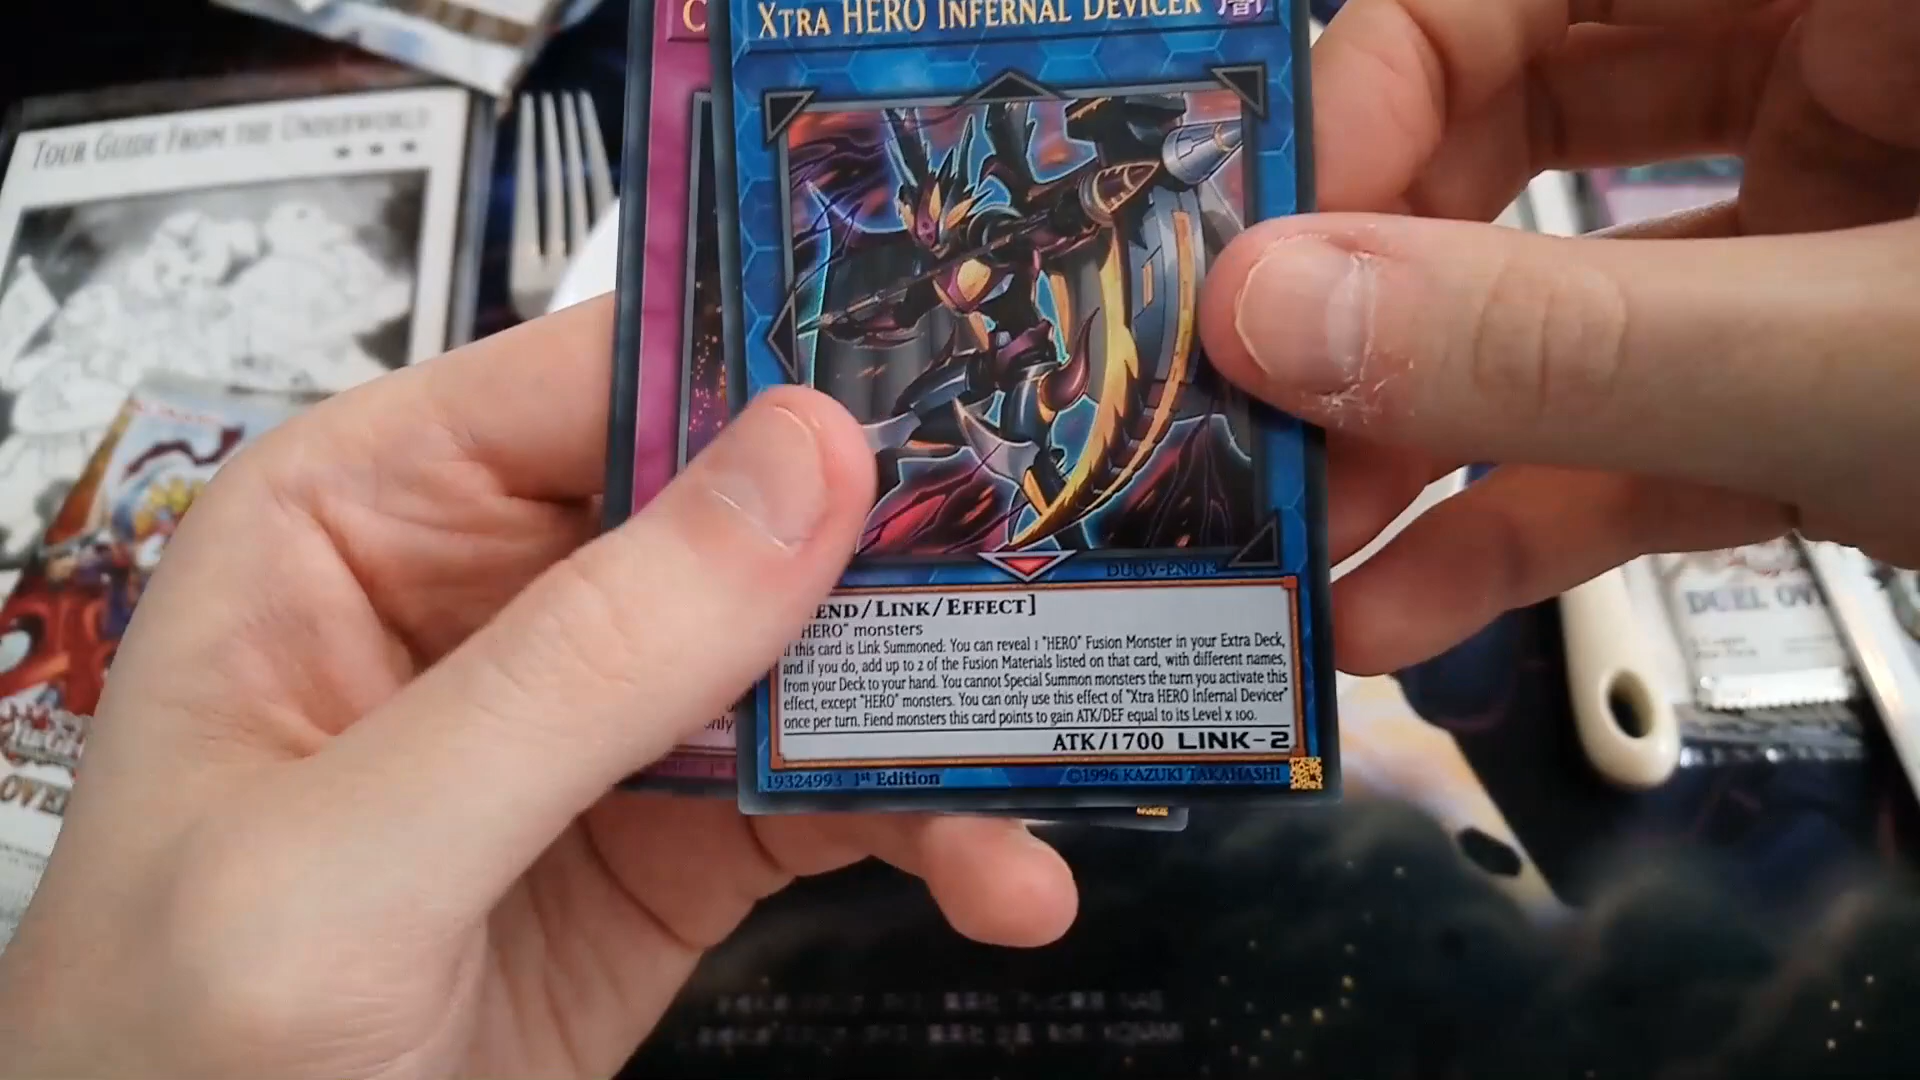 C
XTRA HERO INFERNAL DEVICER
闇
TOUR GUIDE FROM THE UNDERWORLD
DUOV-EN013
END/LINK/EFFECT]
HERO" monsters
If this card is Link Summoned: You can reveal 1 "HERO" Fusion Monster in your Extra Deck,
and if you do, add up to 2 of the Fusion Materials listed on that card, with different names,
from your Deck to your hand. You cannot Special Summon monsters the turn you activate this
effect, except "HERO" monsters. You can only use this effect of "Xtra HERO Infernal Devicer"
once per turn. Fiend monsters this card points to gain ATK/DEF equal to its Level x 100.
only
ATK/1700 LINK-2
19324993 1st Edition
©1996 KAZUKI TAKAHASHI
DUEL OV
OVE